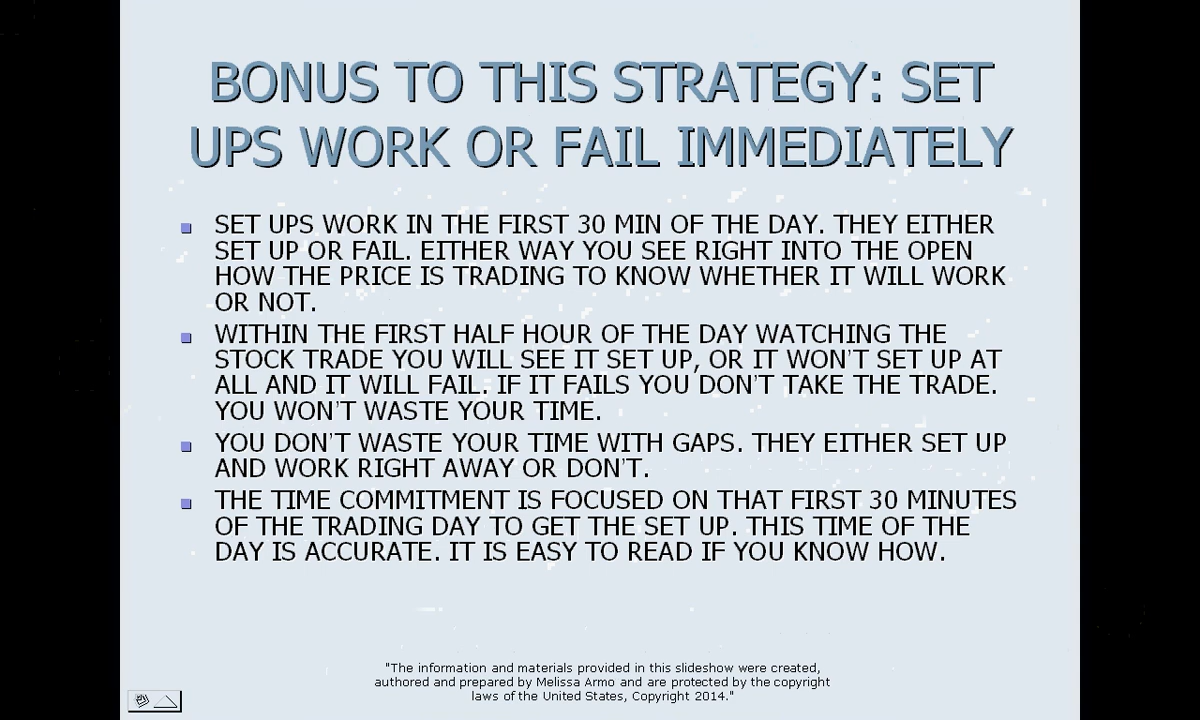 BONUS TO THIS STRATEGY: SET
UPS WORK OR FAIL IMMEDIATELY
SET UPS WORK IN THE FIRST 30 MIN OF THE DAY. THEY EITHER
SET UP OR FAIL. EITHER WAY YOU SEE RIGHT INTO THE OPEN
HOW THE PRICE IS TRADING TO KNOW WHETHER IT WILL WORK
OR NOT.
WITHIN THE FIRST HALF HOUR OF THE DAY WATCHING THE
STOCK TRADE YOU WILL SEE IT SET UP, OR IT WON'T SET UP AT
ALL AND IT WILL FAIL. IF IT FAILS YOU DON'T TAKE THE TRADE.
YOU WON'T WASTE YOUR TIME.
YOU DON'T WASTE YOUR TIME WITH GAPS. THEY EITHER SET UP
AND WORK RIGHT AWAY OR DON'T.
THE TIME COMMITMENT IS FOCUSED ON THAT FIRST 30 MINUTES
OF THE TRADING DAY TO GET THE SET UP. THIS TIME OF THE
DAY IS ACCURATE. IT IS EASY TO READ IF YOU KNOW HOW.
"The information and materials provided in this slideshow were created,
authored and prepared by Melissa Armo and are protected by the copyright
laws of the United States, Copyright 2014."